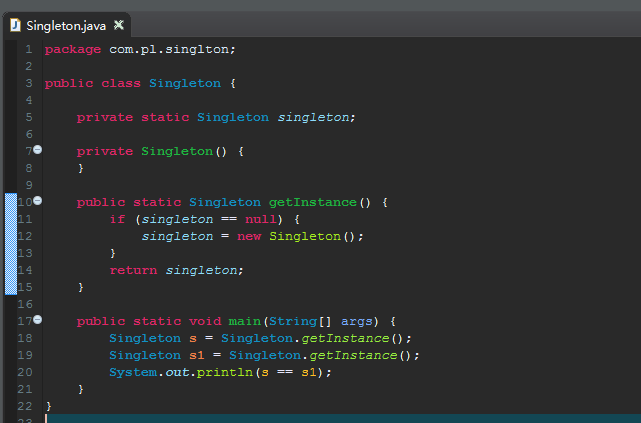 Singleton.java
1 package com.pl.singlton;
2
3 public class Singleton {
4
5     private static Singleton singleton;
6
7     private Singleton() {
8     }
9
10     public static Singleton getInstance() {
11         if (singleton == null) {
12             singleton = new Singleton();
13         }
14         return singleton;
15     }
16
17     public static void main(String[] args) {
18         Singleton s = Singleton.getInstance();
19         Singleton s1 = Singleton.getInstance();
20         System.out.println(s == s1);
21     }
22 }
23